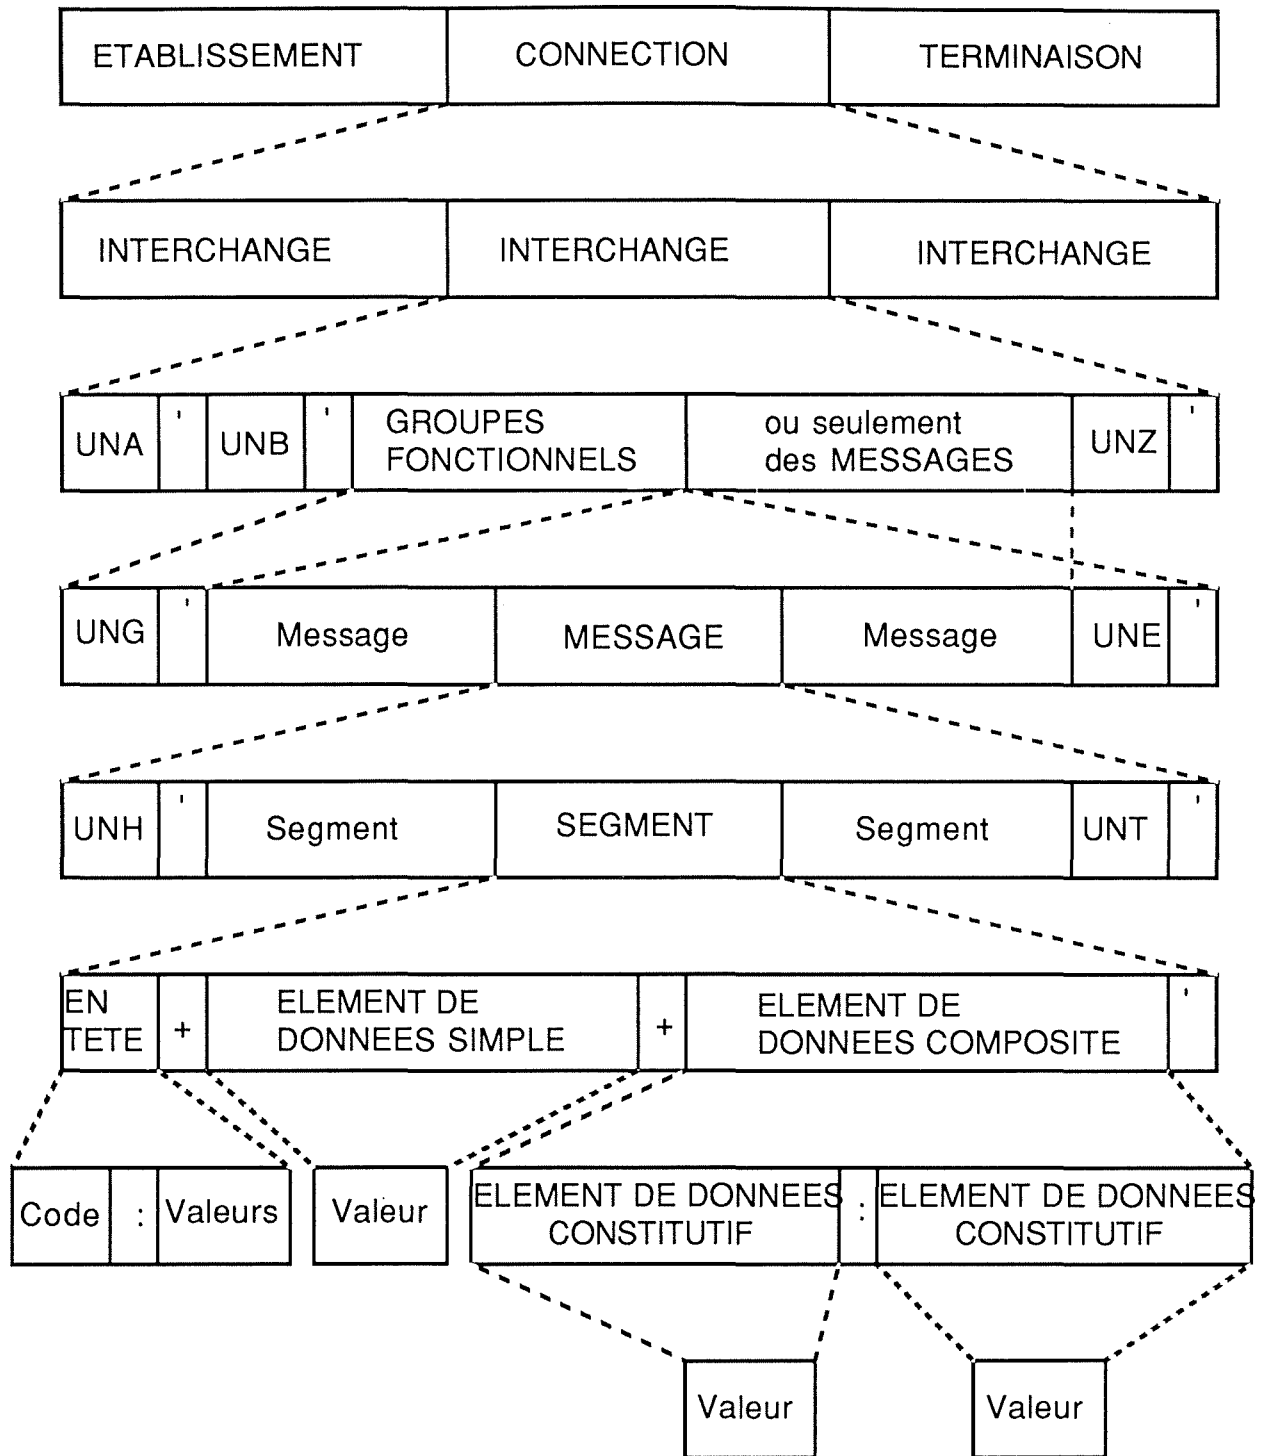 ETABLISSEMENT CONNECTION TERMINAISON
INTERCHANGE INTERCHANGE INTERCHANGE
UNA ' UNB ' GROUPES FONCTIONNELS ou seulement des MESSAGES UNZ '
UNG ' Message MESSAGE Message UNE '
UNH ' Segment SEGMENT Segment UNT '
EN TETE + ELEMENT DE DONNEES SIMPLE + ELEMENT DE DONNEES COMPOSITE '
Code : Valeurs Valeur ELEMENT DE DONNEES CONSTITUTIF : ELEMENT DE DONNEES CONSTITUTIF
Valeur Valeur